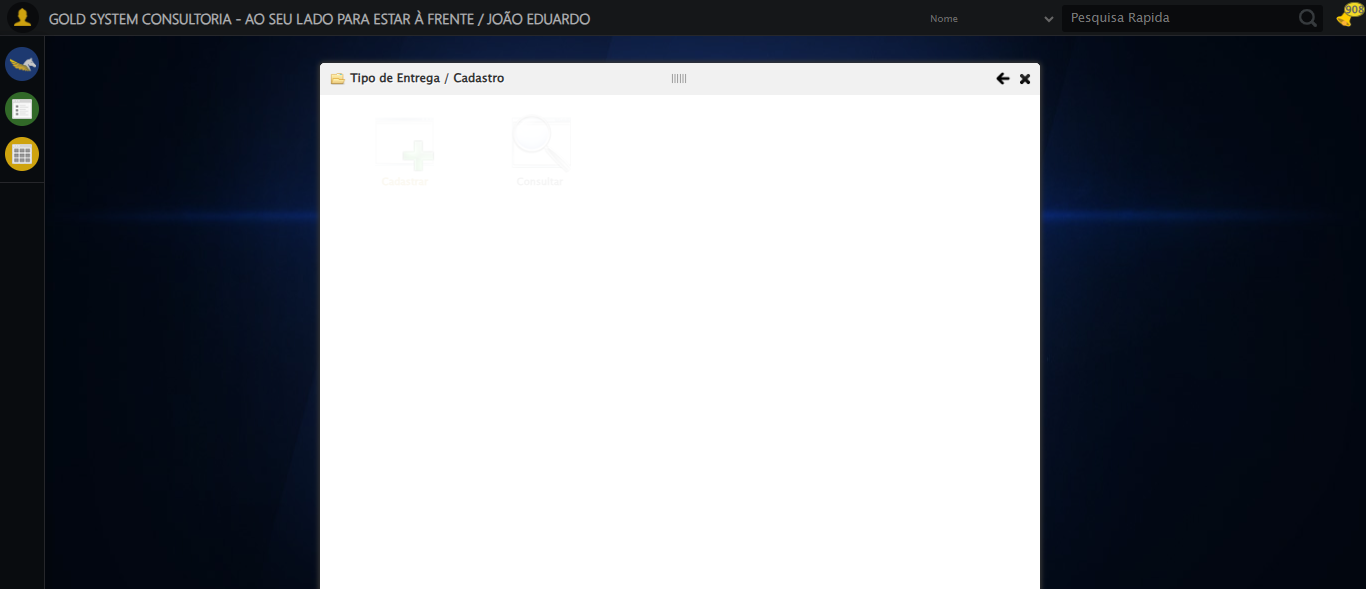 GOLD SYSTEM CONSULTORIA - AO SEU LADO PARA ESTAR À FRENTE / JOÃO EDUARDO
Nome
Pesquisa Rapida
908
Tipo de Entrega / Cadastro
Cadastrar
Consultar